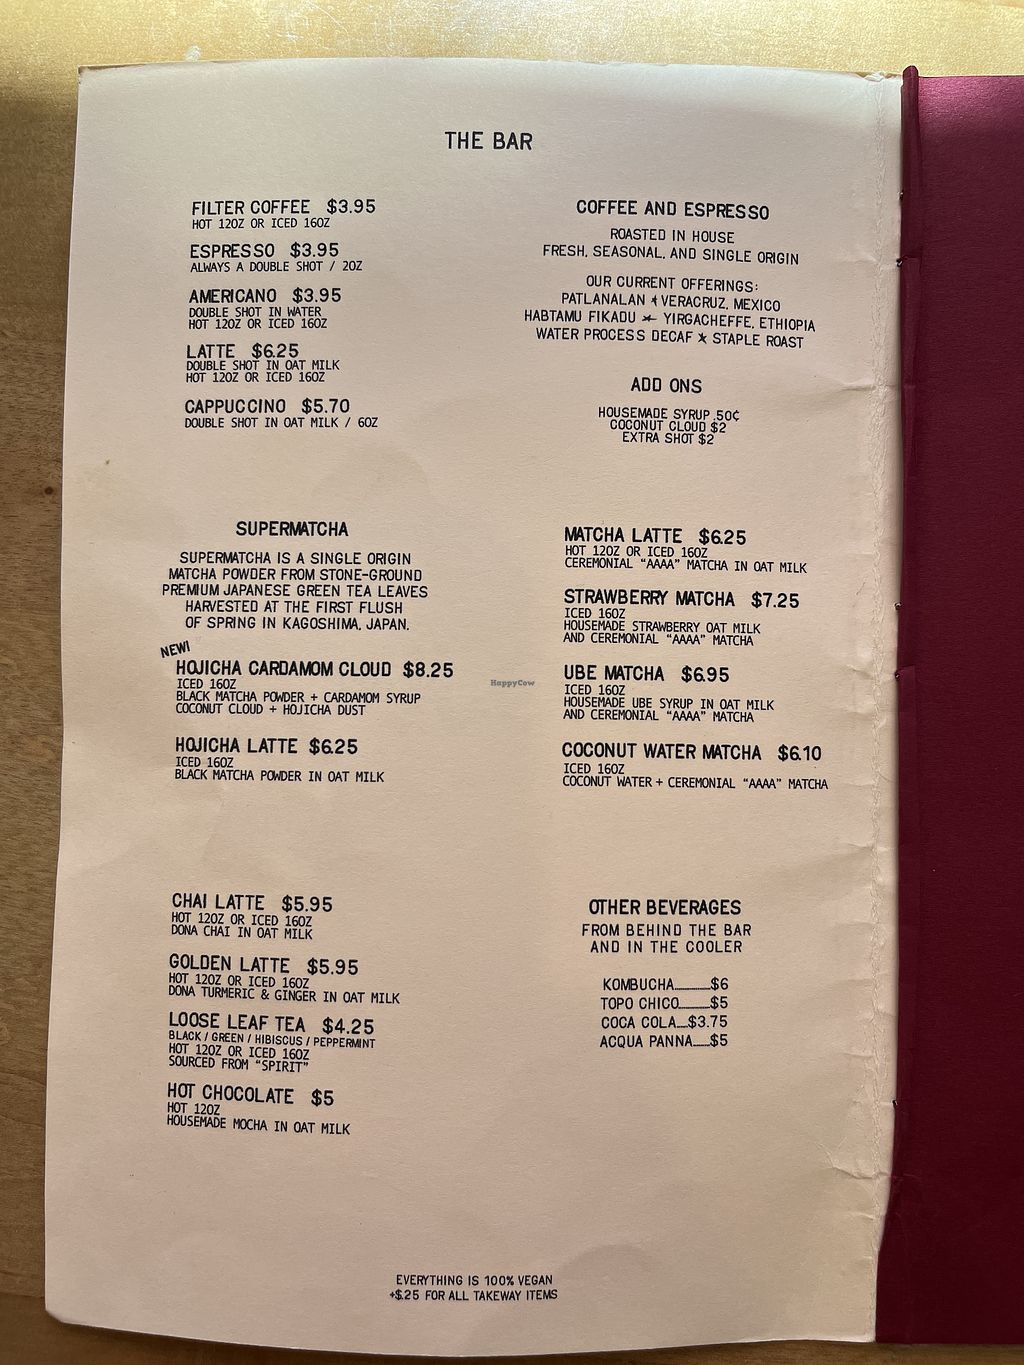 THE BAR
FILTER COFFEE $3.95
HOT 12OZ OR ICED 16OZ
ESPRESSO $3.95
ALWAYS A DOUBLE SHOT / 2OZ
AMERICANO $3.95
DOUBLE SHOT IN WATER
HOT 12OZ OR ICED 16OZ
LATTE $6.25
DOUBLE SHOT IN OAT MILK
HOT 12OZ OR ICED 16OZ
CAPPUCCINO $5.70
DOUBLE SHOT IN OAT MILK / 6OZ
COFFEE AND ESPRESSO
ROASTED IN HOUSE
FRESH, SEASONAL, AND SINGLE ORIGIN
OUR CURRENT OFFERINGS:
PATLANALAN ★ VERACRUZ, MEXICO
HABTAMU FIKADU ★ YIRGACHEFFE, ETHIOPIA
WATER PROCESS DECAF ★ STAPLE ROAST
ADD ONS
HOUSEMADE SYRUP .50¢
COCONUT CLOUD $2
EXTRA SHOT $2
SUPERMATCHA
SUPERMATCHA IS A SINGLE ORIGIN
MATCHA POWDER FROM STONE-GROUND
PREMIUM JAPANESE GREEN TEA LEAVES
HARVESTED AT THE FIRST FLUSH
OF SPRING IN KAGOSHIMA, JAPAN.
NEW!
HOJICHA CARDAMOM CLOUD $8.25
ICED 16OZ
BLACK MATCHA POWDER + CARDAMOM SYRUP
COCONUT CLOUD + HOJICHA DUST
HOJICHA LATTE $6.25
ICED 16OZ
BLACK MATCHA POWDER IN OAT MILK
MATCHA LATTE $6.25
HOT 12OZ OR ICED 16OZ
CEREMONIAL "AAAA" MATCHA IN OAT MILK
STRAWBERRY MATCHA $7.25
ICED 16OZ
HOUSEMADE STRAWBERRY OAT MILK
AND CEREMONIAL "AAAA" MATCHA
UBE MATCHA $6.95
ICED 16OZ
HOUSEMADE UBE SYRUP IN OAT MILK
AND CEREMONIAL "AAAA" MATCHA
COCONUT WATER MATCHA $6.10
ICED 16OZ
COCONUT WATER + CEREMONIAL "AAAA" MATCHA
HappyCow
CHAI LATTE $5.95
HOT 12OZ OR ICED 16OZ
DONA CHAI IN OAT MILK
GOLDEN LATTE $5.95
HOT 12OZ OR ICED 16OZ
DONA TURMERIC & GINGER IN OAT MILK
LOOSE LEAF TEA $4.25
BLACK / GREEN / HIBISCUS / PEPPERMINT
HOT 12OZ OR ICED 16OZ
SOURCED FROM "SPIRIT"
HOT CHOCOLATE $5
HOT 12OZ
HOUSEMADE MOCHA IN OAT MILK
OTHER BEVERAGES
FROM BEHIND THE BAR
AND IN THE COOLER
KOMBUCHA.........$6
TOPO CHICO........$5
COCA COLA...$3.75
ACQUA PANNA.....$5
EVERYTHING IS 100% VEGAN
+$.25 FOR ALL TAKEWAY ITEMS